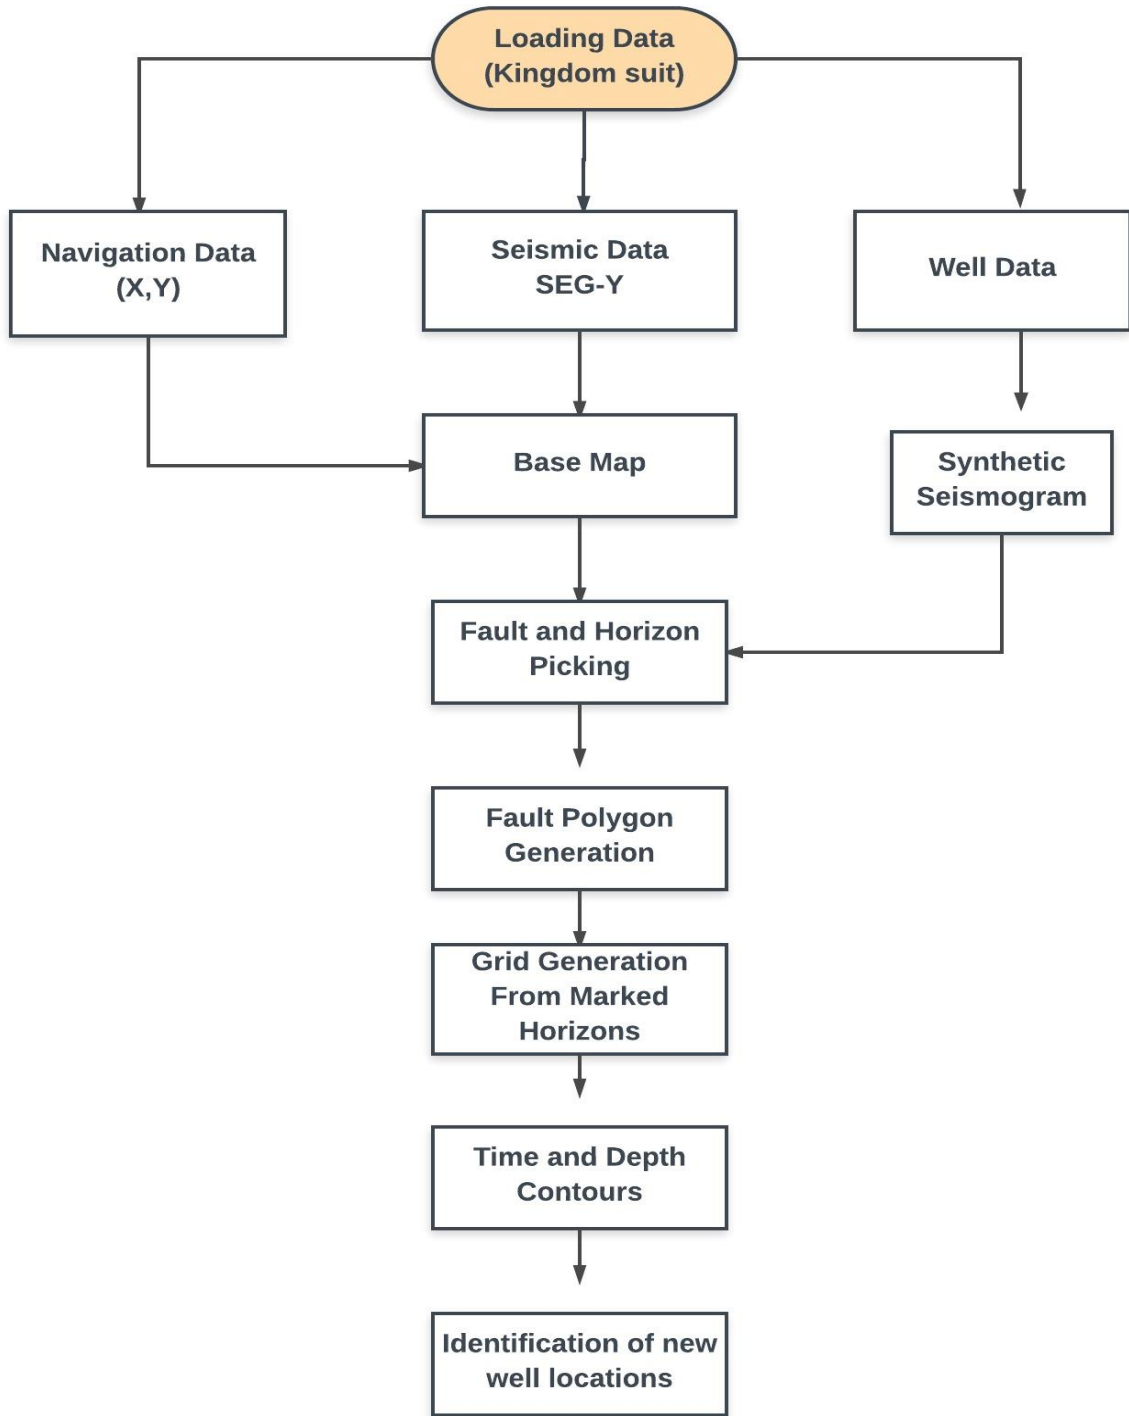 Loading Data
(Kingdom suit)
Navigation Data
(X,Y)
Seismic Data
SEG-Y
Well Data
Base Map
Synthetic
Seismogram
Fault and Horizon
Picking
Fault Polygon
Generation
Grid Generation
From Marked
Horizons
Time and Depth
Contours
Identification of new
well locations